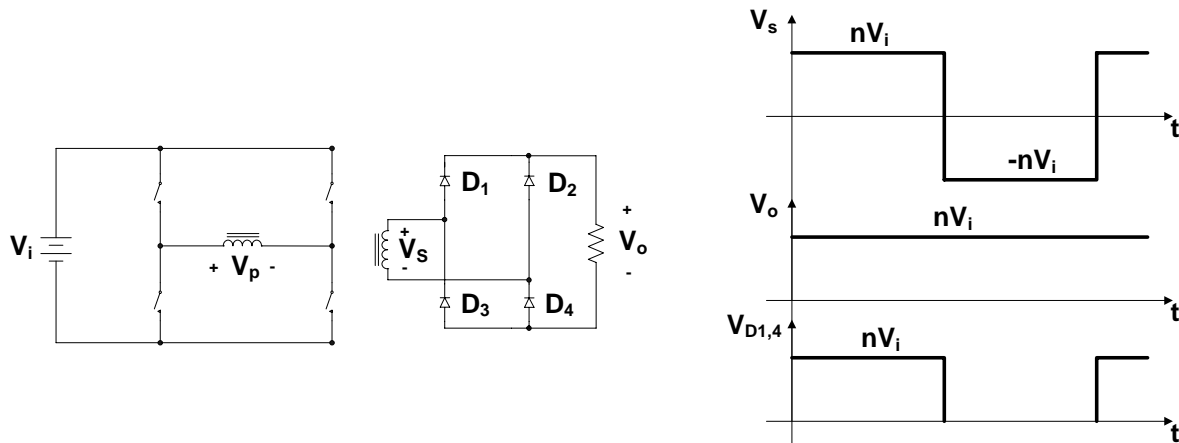 V_i
+ V_p -
+
V_S
-
D_1
D_2
D_3
D_4
+
V_o
-
V_s
nV_i
t
-nV_i
V_o
nV_i
t
V_D1,4
nV_i
t